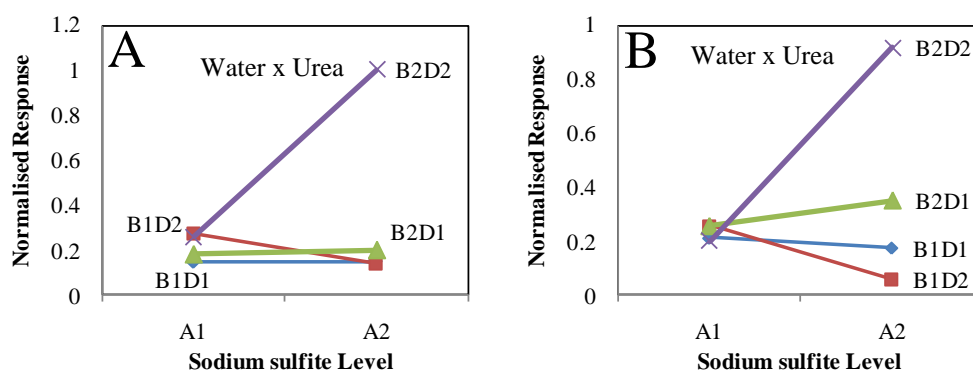 A
Water x Urea
Normalised Response
1.2
1
0.8
0.6
0.4
0.2
0
B2D2
B1D2
B2D1
B1D1
A1
A2
Sodium sulfite Level
B
Water x Urea
Normalised Response
1
0.8
0.6
0.4
0.2
0
B2D2
B2D1
B1D1
B1D2
A1
A2
Sodium sulfite Level